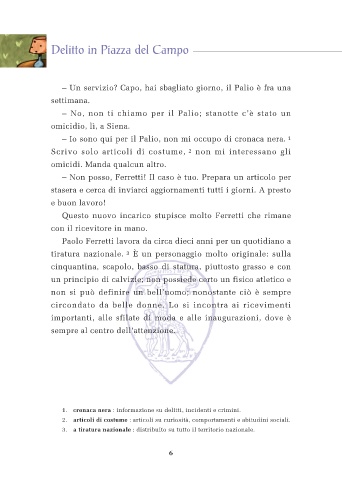 Delitto in Piazza del Campo
– Un servizio? Capo, hai sbagliato giorno, il Palio è fra una
settimana.
– No, non ti chiamo per il Palio; stanotte c'è stato un
omicidio, lì, a Siena.
– Io sono qui per il Palio, non mi occupo di cronaca nera. 1
Scrivo solo articoli di costume, 2 non mi interessano gli
omicidi. Manda qualcun altro.
– Non posso, Ferretti! Il caso è tuo. Prepara un articolo per
stasera e cerca di inviarci aggiornamenti tutti i giorni. A presto
e buon lavoro!
Questo nuovo incarico stupisce molto Ferretti che rimane
con il ricevitore in mano.
Paolo Ferretti lavora da circa dieci anni per un quotidiano a
tiratura nazionale. 3 È un personaggio molto originale: sulla
cinquantina, scapolo, basso di statura, piuttosto grasso e con
un principio di calvizie; non possiede certo un fisico atletico e
non si può definire un bell'uomo; nonostante ciò è sempre
circondato da belle donne. Lo si incontra ai ricevimenti
importanti, alle sfilate di moda e alle inaugurazioni, dove è
sempre al centro dell'attenzione.
1. cronaca nera : informazione su delitti, incidenti e crimini.
2. articoli di costume : articoli su curiosità, comportamenti e abitudini sociali.
3. a tiratura nazionale : distribuito su tutto il territorio nazionale.
6